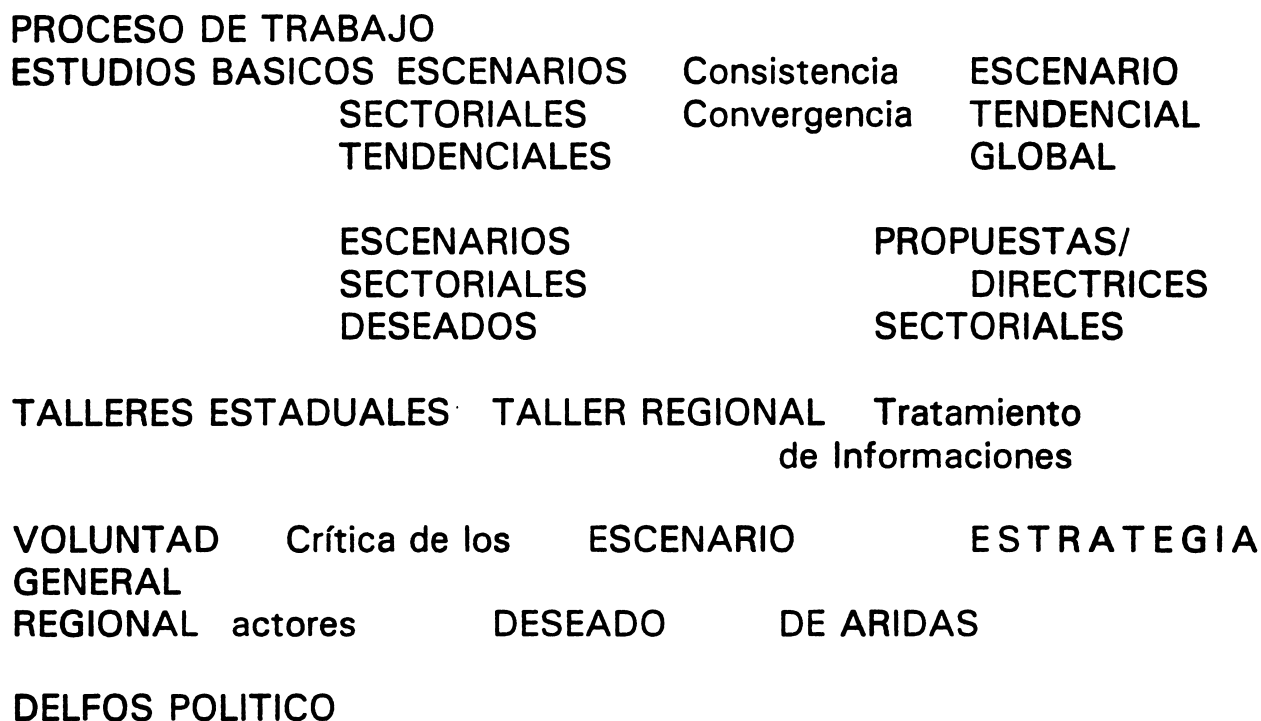 PROCESO DE TRABAJO
ESTUDIOS BASICOS ESCENARIOS Consistencia ESCENARIO
SECTORIALES Convergencia TENDENCIAL
TENDENCIALES GLOBAL
ESCENARIOS PROPUESTAS/
SECTORIALES DIRECTRICES
DESEADOS SECTORIALES
TALLERES ESTADUALES TALLER REGIONAL Tratamiento
de Informaciones
VOLUNTAD Crítica de los ESCENARIO ESTRATEGIA
GENERAL
REGIONAL actores DESEADO DE ARIDAS
DELFOS POLITICO